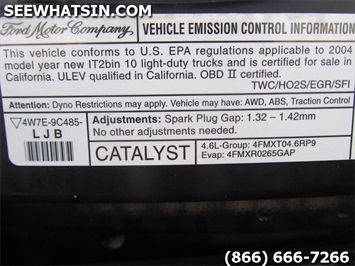 SEEWHATSIN.COM
Ford Motor Company VEHICLE EMISSION CONTROL INFORMATION
This vehicle conforms to U.S. EPA regulations applicable to 2004
model year new IT2bin 10 light-duty trucks and is certified for sale in
California. ULEV qualified in California. OBD II certified.
TWC/HO2S/EGR/SFI
Attention: Dyno Restrictions may apply. Vehicle may have: AWD, ABS, Traction Control
▽4W7E-9C485-
LJB
Adjustments: Spark Plug Gap: 1.32 – 1.42mm
No other adjustments needed.
CATALYST
4.6L-Group: 4FMXT04.6RP9
Evap: 4FMXR0265GAP
(866) 666-7266